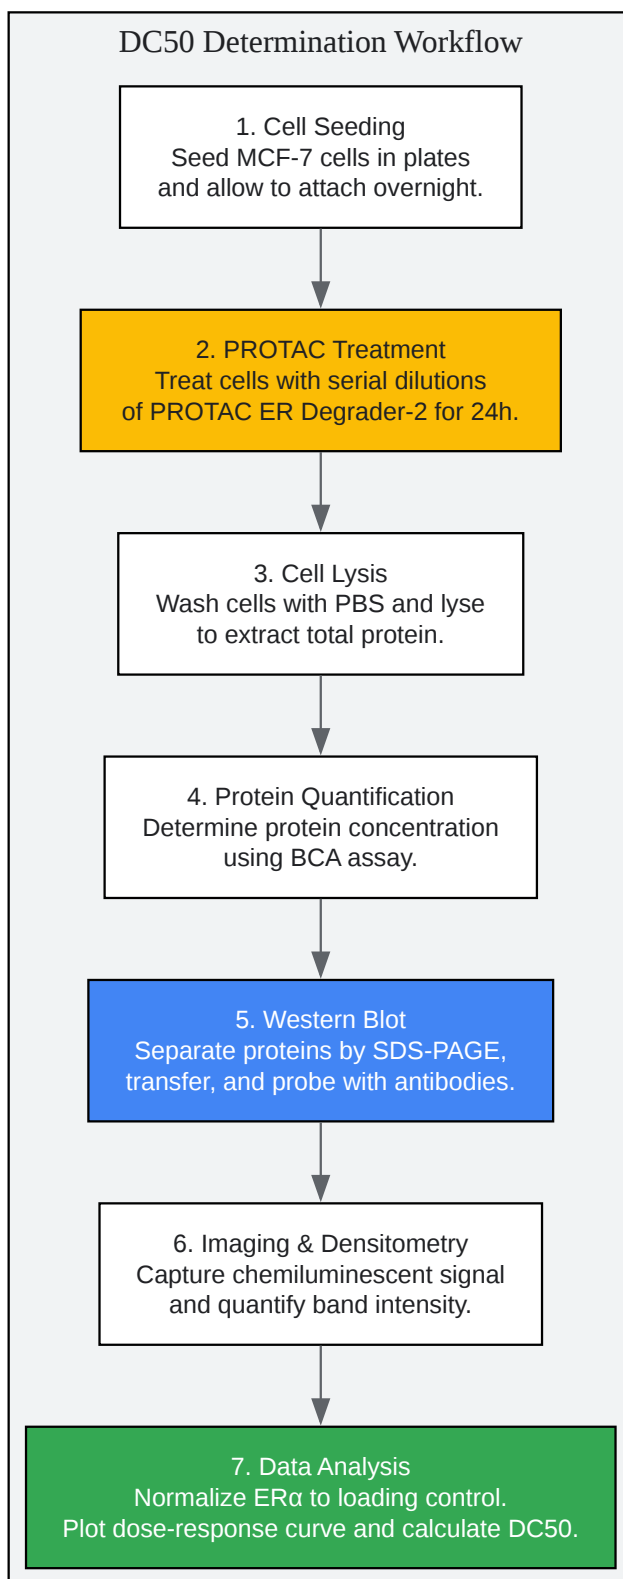 DC50 Determination Workflow
1. Cell Seeding
Seed MCF-7 cells in plates
and allow to attach overnight.
2. PROTAC Treatment
Treat cells with serial dilutions
of PROTAC ER Degrader-2 for 24h.
3. Cell Lysis
Wash cells with PBS and lyse
to extract total protein.
4. Protein Quantification
Determine protein concentration
using BCA assay.
5. Western Blot
Separate proteins by SDS-PAGE,
transfer, and probe with antibodies.
6. Imaging & Densitometry
Capture chemiluminescent signal
and quantify band intensity.
7. Data Analysis
Normalize ERα to loading control.
Plot dose-response curve and calculate DC50.